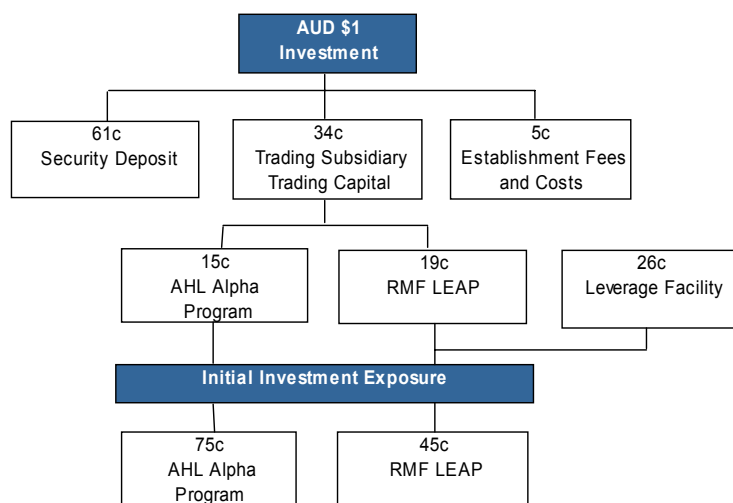 AUD $1
Investment
61c
Security Deposit
34c
Trading Subsidiary
Trading Capital
5c
Establishment Fees
and Costs
15c
AHL Alpha
Program
19c
RMF LEAP
26c
Leverage Facility
Initial Investment Exposure
75c
AHL Alpha
Program
45c
RMF LEAP